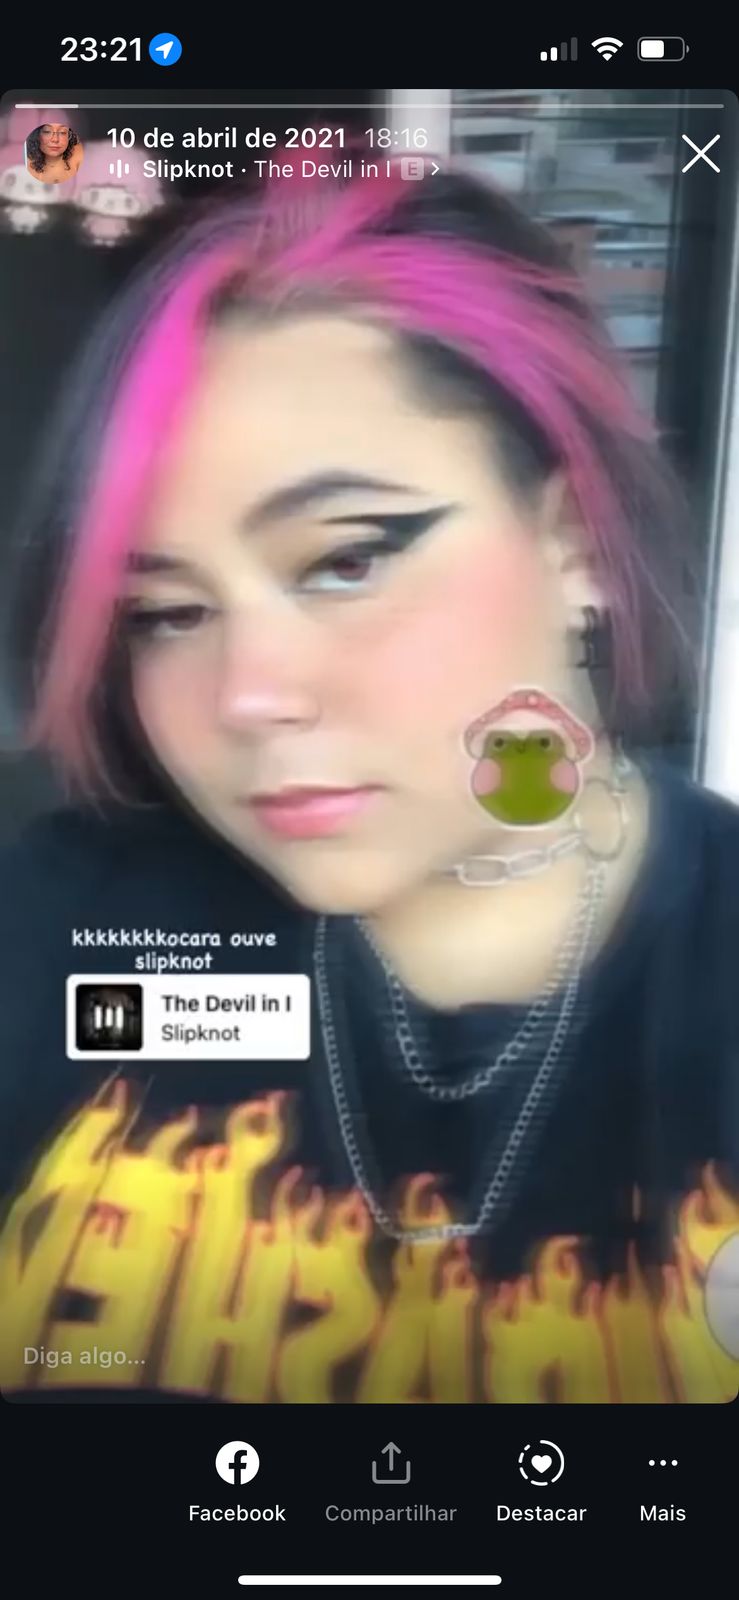 23:21
10 de abril de 2021 18:16
Slipknot · The Devil in I E >
kkkkkkkkocara ouve
slipknot
The Devil in I
Slipknot
Diga algo...
Facebook
Compartilhar
Destacar
Mais